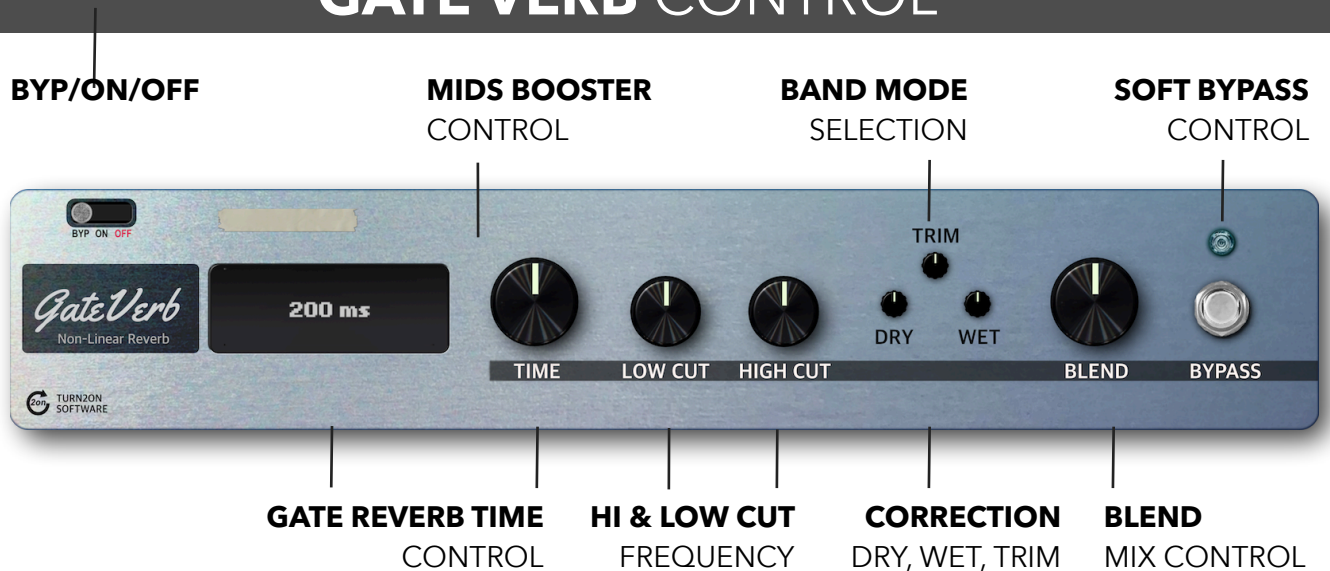 GATE VERB CONTROL
BYP/ON/OFF
MIDS BOOSTER
CONTROL
BAND MODE
SELECTION
SOFT BYPASS
CONTROL
BYP ON OFF
GateVerb
Non-Linear Reverb
200 ms
TRIM
DRY
WET
TIME
LOW CUT
HIGH CUT
BLEND
BYPASS
2on
TURN2ON
SOFTWARE
GATE REVERB TIME
CONTROL
HI & LOW CUT
FREQUENCY
CORRECTION
DRY, WET, TRIM
BLEND
MIX CONTROL